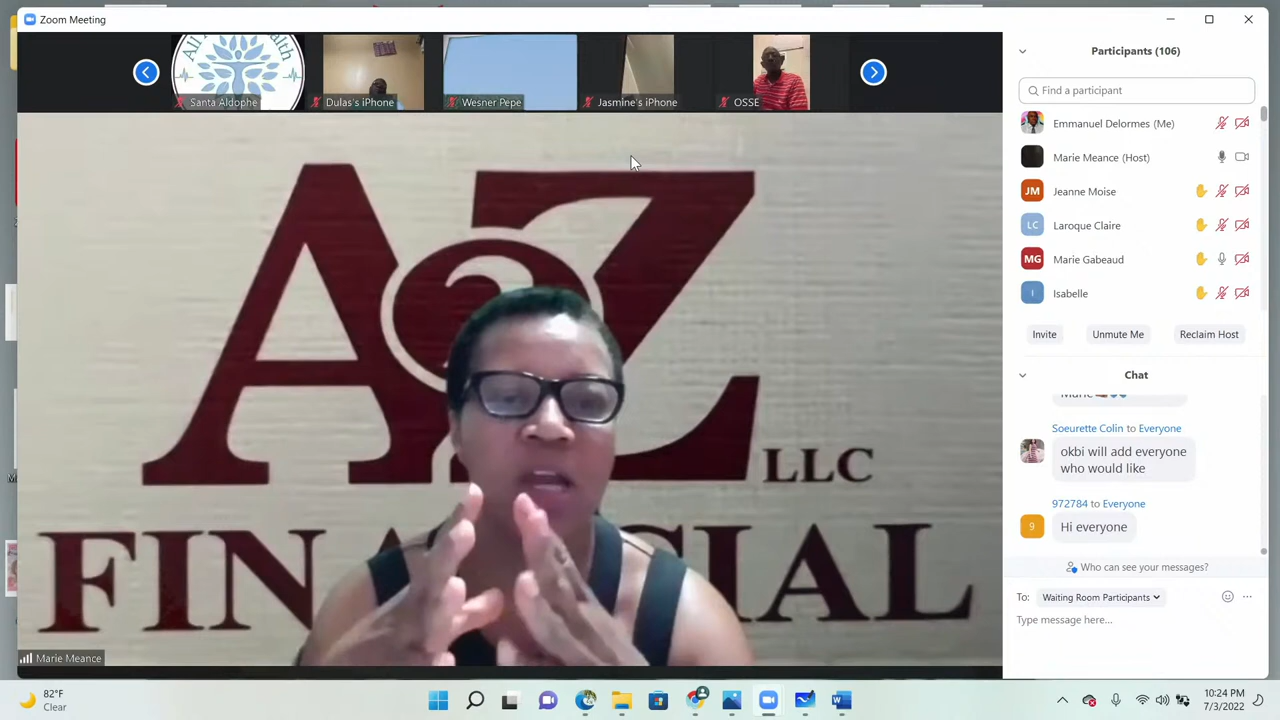 Zoom Meeting
Santa Aldophe
Dulas's iPhone
Wesner Pepe
Jasmine's iPhone
OSSE
A Z
LLC
FIN CIAL
Marie Meance
Participants (106)
Find a participant
Emmanuel Delormes (Me)
Marie Meance (Host)
JM Jeanne Moise
LC Laroque Claire
MG Marie Gabeaud
I Isabelle
Invite
Unmute Me
Reclaim Host
Chat
Soeurette Colin to Everyone
okbi will add everyone
who would like
972784 to Everyone
9 Hi everyone
Who can see your messages?
To: Waiting Room Participants
Type message here...
82°F
Clear
10:24 PM
7/3/2022